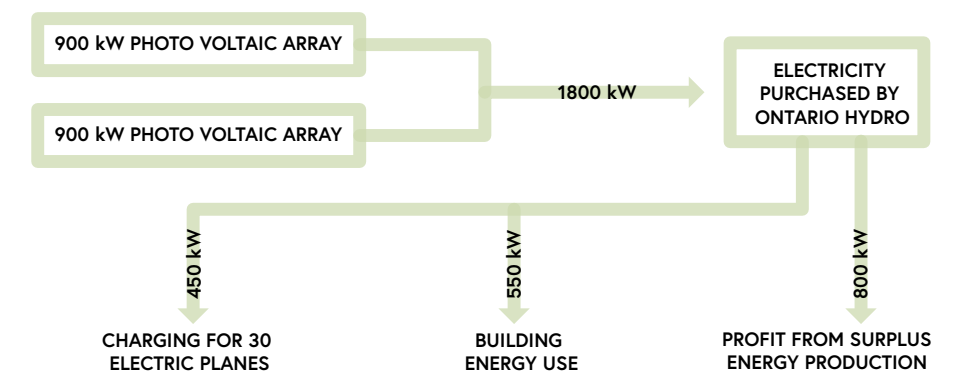 900 kW PHOTO VOLTAIC ARRAY
900 kW PHOTO VOLTAIC ARRAY
1800 kW
ELECTRICITY
PURCHASED BY
ONTARIO HYDRO
450 kW
550 kW
800 kW
CHARGING FOR 30
ELECTRIC PLANES
BUILDING
ENERGY USE
PROFIT FROM SURPLUS
ENERGY PRODUCTION